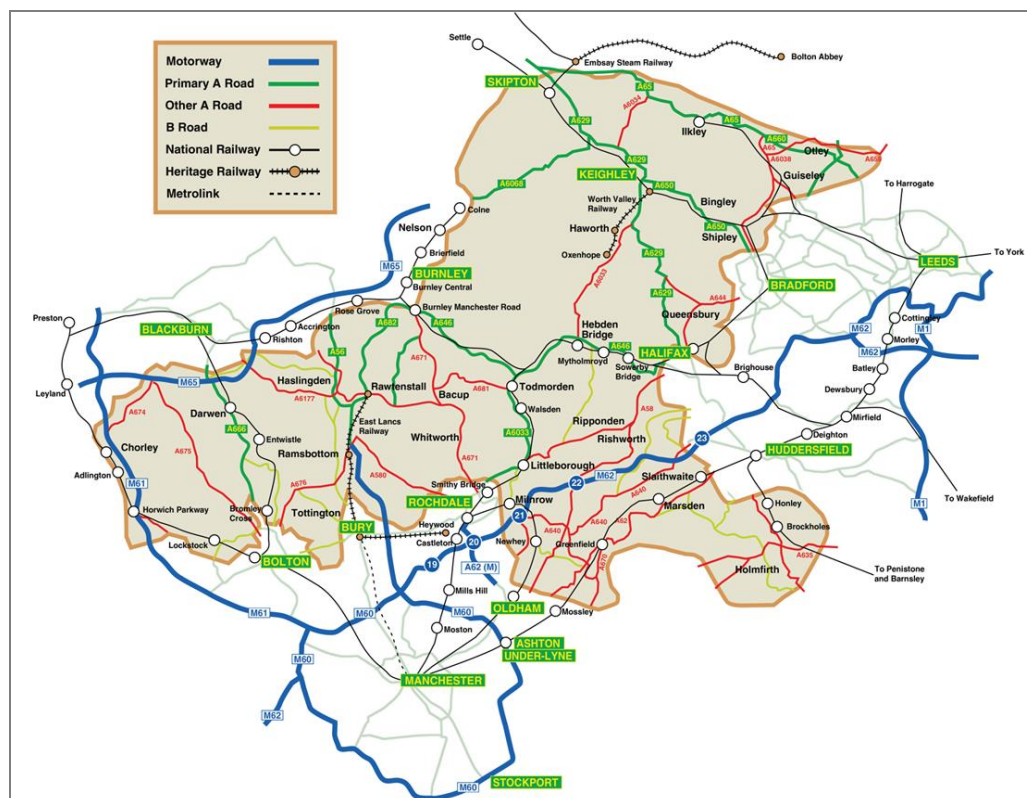 Motorway
Primary A Road
Other A Road
B Road
National Railway
Heritage Railway
Metrolink
Settle
Embsay Steam Railway
Bolton Abbey
SKIPTON
A65
A629
A6034
A65
Ilkley
A660
A65
Otley
A6038
A658
Guiseley
A629
KEIGHLEY
A6068
A650
To Harrogate
Worth Valley
Railway
Bingley
Colne
Nelson
Haworth
A650
Shipley
Brierfield
Oxenhope
A629
To York
M65
BURNLEY
A6033
LEEDS
Burnley Central
BRADFORD
A629
A644
Rose Grove
Burnley Manchester Road
Queensbury
Preston
BLACKBURN
Accrington
A682
A646
Hebden
Bridge
M62
M1
Cottingley
Rishton
A56
A671
A646
HALIFAX
Morley
M62
Mytholmroyd
Sowerby
Bridge
Brighouse
Batley
Leyland
M65
Haslingden
Rawtenstall
A681
Todmorden
Dewsbury
A6177
Bacup
Walsden
A58
Mirfield
A674
Darwen
East Lancs
Railway
Ripponden
Deighton
A666
Whitworth
A6033
Rishworth
23
Entwistle
HUDDERSFIELD
Chorley
Ramsbottom
A671
Littleborough
A675
A580
M62
Slaithwaite
22
Adlington
M61
A676
Smithy Bridge
A640
M1
To Wakefield
ROCHDALE
Milnrow
Marsden
Honley
Horwich Parkway
Bromley
Cross
Tottington
21
A640
A62
Brockholes
BURY
Heywood
Castleton
20
A640
Newhey
Greenfield
A635
Lockstock
19
A670
Holmfirth
BOLTON
A62 (M)
To Penistone
and Barnsley
Mills Hill
OLDHAM
M61
M60
M60
Mossley
Moston
M60
ASHTON
UNDER-LYNE
MANCHESTER
M62
STOCKPORT
M60